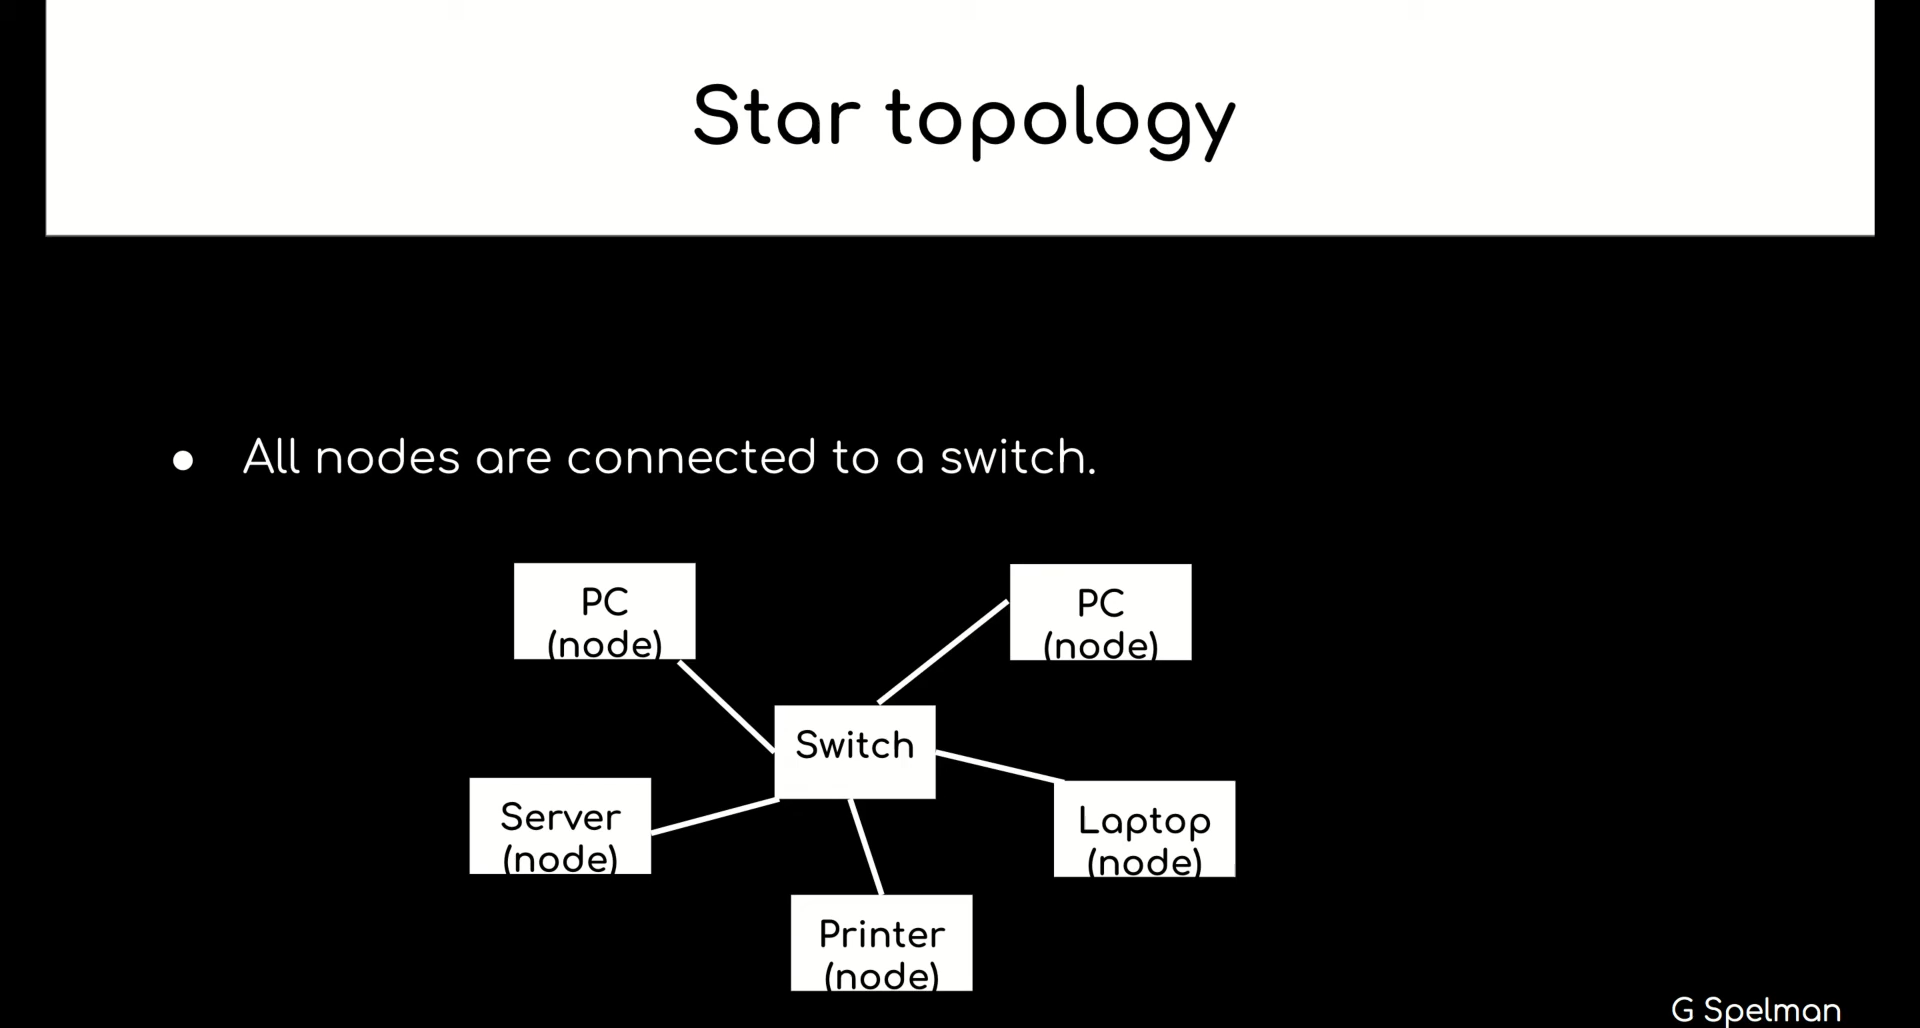 Star topology
● All nodes are connected to a switch.
PC
(node)
PC
(node)
Switch
Server
(node)
Laptop
(node)
Printer
(node)
G Spelman